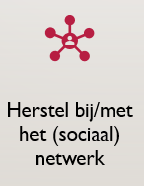 Herstel bij/met
het (sociaal)
netwerk